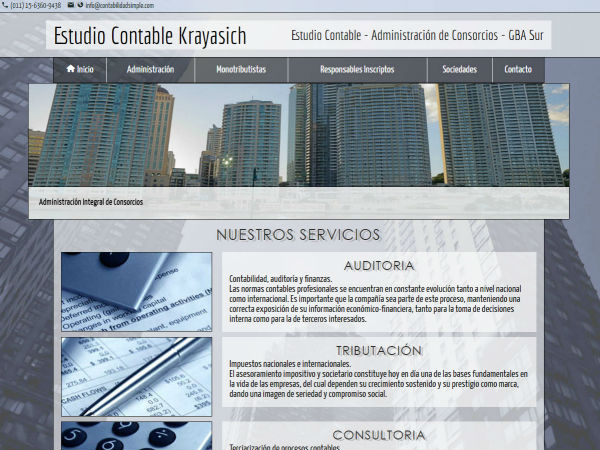 (011) 15-6360-9438 info@contabilidadsimple.com
Estudio Contable Krayasich
Estudio Contable - Administración de Consorcios - GBA Sur
Inicio Administración Monotributistas Responsables Inscriptos Sociedades Contacto
Administración Integral de Consorcios
NUESTROS SERVICIOS
AUDITORIA
Contabilidad, auditoria y finanzas.
Las normas contables profesionales se encuentran en constante evolución tanto a nivel nacional
como internacional. Es importante que la compañía sea parte de este proceso, manteniendo una
correcta exposición de su información económico-financiera, tanto para la toma de decisiones
interna como para la de terceros interesados.
TRIBUTACIÓN
Impuestos nacionales e internacionales.
El asesoramiento impositivo y societario constituye hoy en día una de las bases fundamentales en
la vida de las empresas, del cual dependen su crecimiento sostenido y su prestigio como marca,
dando una imagen de seriedad y compromiso social.
CASH FLOWS
CONSULTORIA
Terciarización de procesos contables.